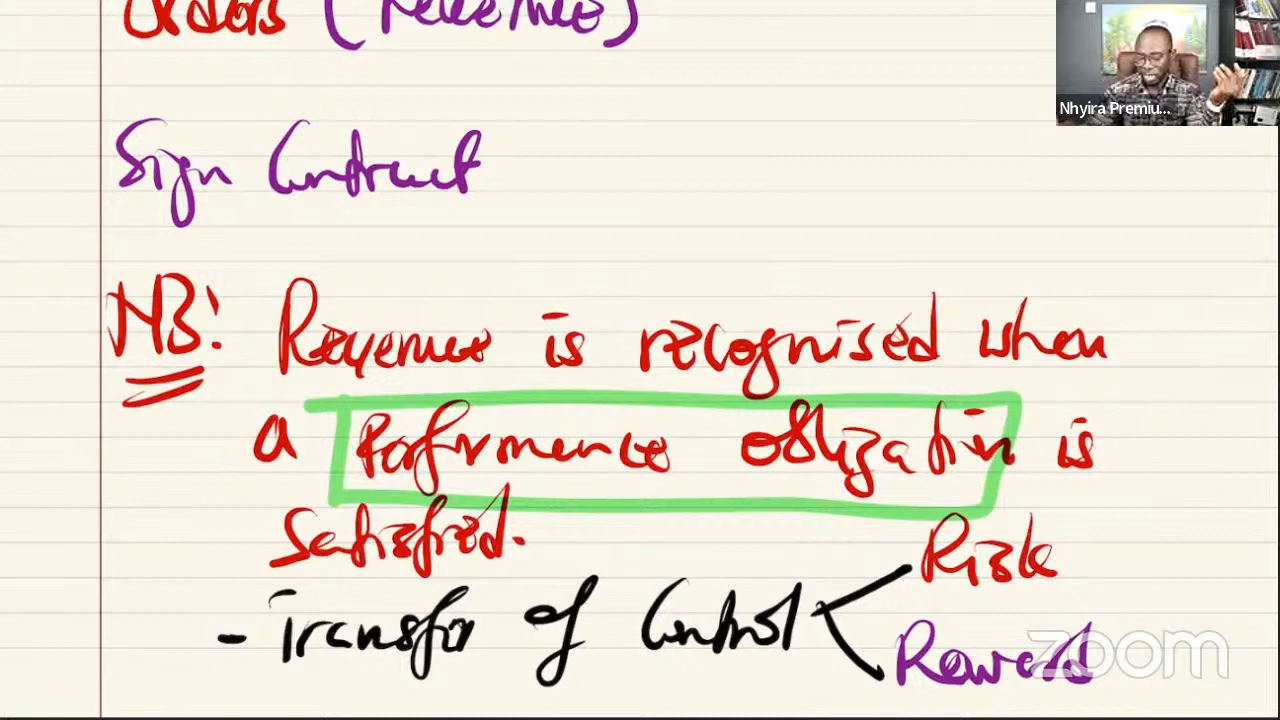 Orders (Receive)
Nhyira Premiu...
Sign Contract
NB: Revenue is recognised when
a Performance obligation is
satisfied.
Risk
- Transfer of Control
Reward
zoom